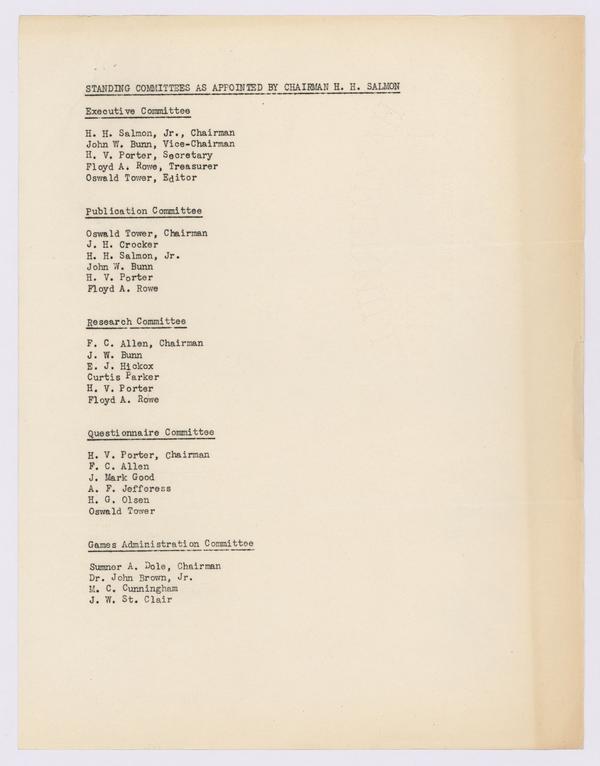 STANDING COMMITTEES AS APPOINTED BY CHAIRMAN H. H. SALMON
Executive Committee
H. H. Salmon, Jr., Chairman
John W. Bunn, Vice-Chairman
H. V. Porter, Secretary
Floyd A. Rowe, Treasurer
Oswald Tower, Editor
Publication Committee
Oswald Tower, Chairman
J. H. Crocker
H. H. Salmon, Jr.
John W. Bunn
H. V. Porter
Floyd A. Rowe
Research Committee
F. C. Allen, Chairman
J. W. Bunn
E. J. Hickox
Curtis Parker
H. V. Porter
Floyd A. Rowe
Questionnaire Committee
H. V. Porter, Chairman
F. C. Allen
J. Mark Good
A. F. Jefferess
H. G. Olsen
Oswald Tower
Games Administration Committee
Sumner A. Dole, Chairman
Dr. John Brown, Jr.
M. C. Cunningham
J. W. St. Clair